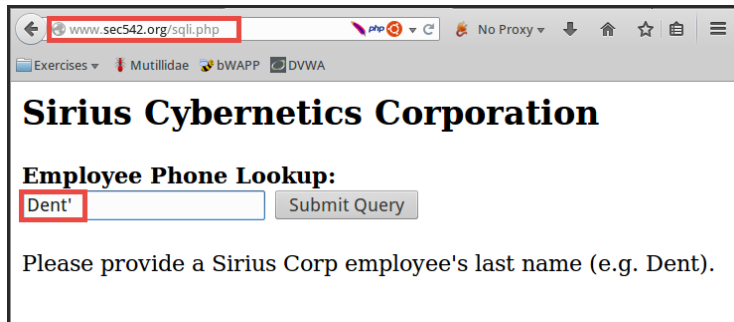 www.sec542.org/sqli.php php No Proxy
Exercises Mutillidae bWAPP DVWA
Sirius Cybernetics Corporation
Employee Phone Lookup:
Dent' Submit Query
Please provide a Sirius Corp employee's last name (e.g. Dent).